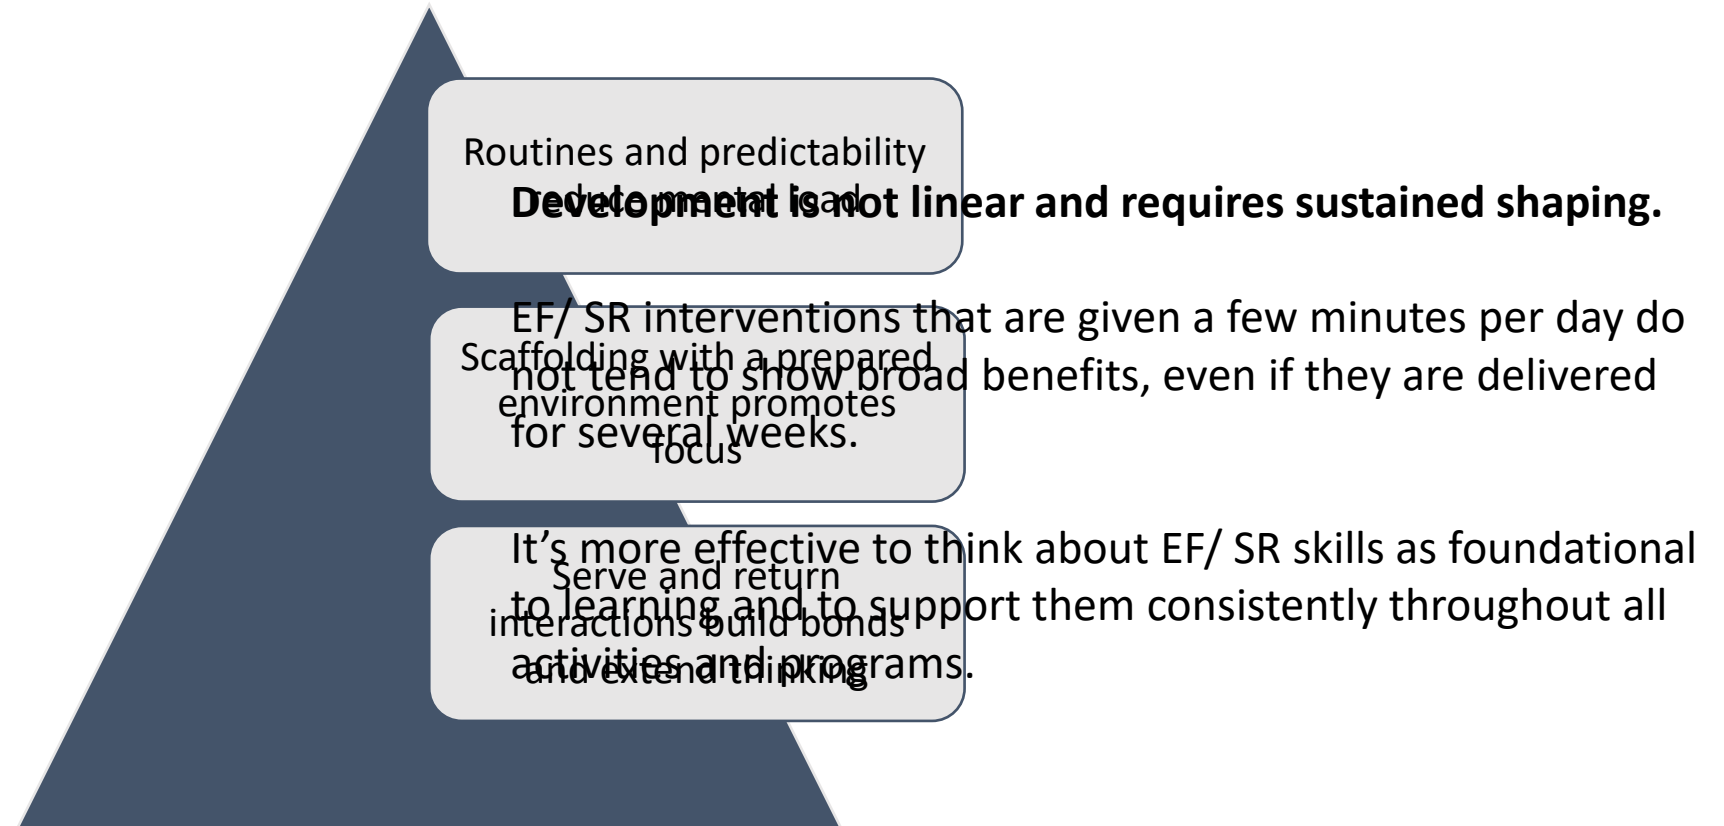 Routines and predictability
reduce mental load
Scaffolding with a prepared
environment promotes
focus
Serve and return
interactions build bonds
and extend thinking
Development is not linear and requires sustained shaping.
EF/ SR interventions that are given a few minutes per day do
not tend to show broad benefits, even if they are delivered
for several weeks.
It’s more effective to think about EF/ SR skills as foundational
to learning and to support them consistently throughout all
activities and programs.